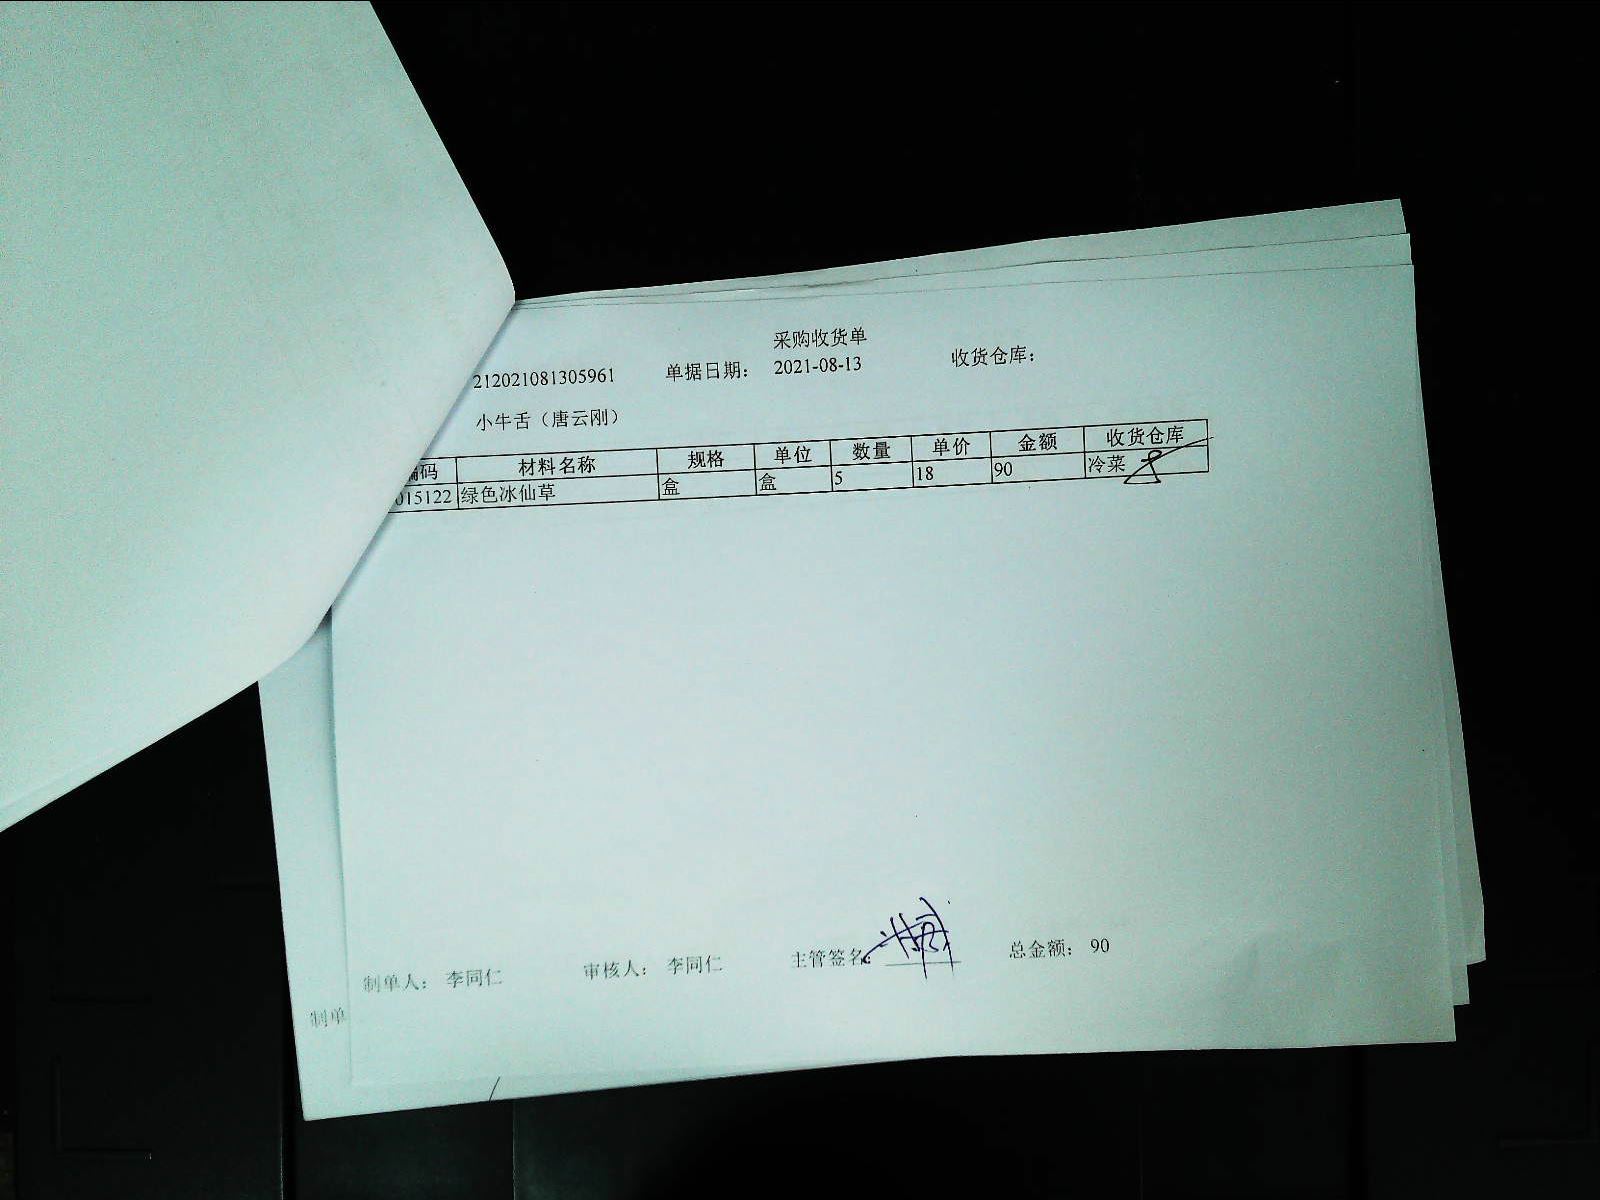 采购收货单
212021081305961 单据日期： 2021-08-13 收货仓库：
小牛舌（唐云刚）
编码 材料名称 规格 单位 数量 单价 金额 收货仓库
015122 绿色冰仙草 盒 盒 5 18 90 冷菜
制单人： 李同仁 审核人： 李同仁 主管签名： 总金额： 90
制单